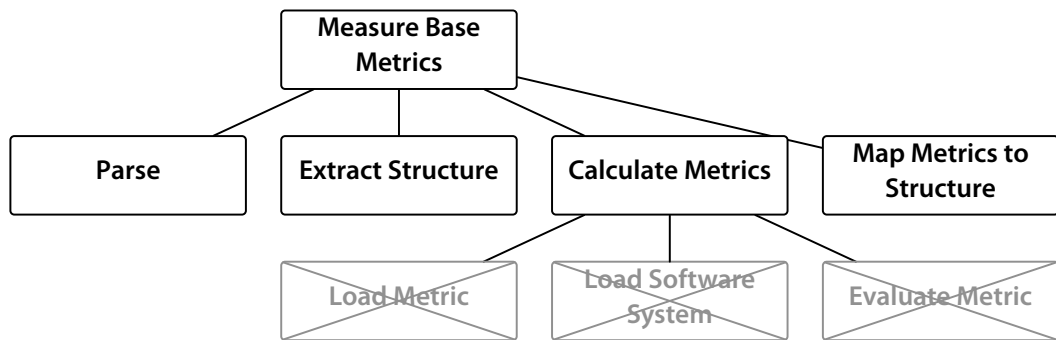 Measure Base
Metrics
Parse
Extract Structure
Calculate Metrics
Map Metrics to
Structure
Load Metric
Load Software
System
Evaluate Metric